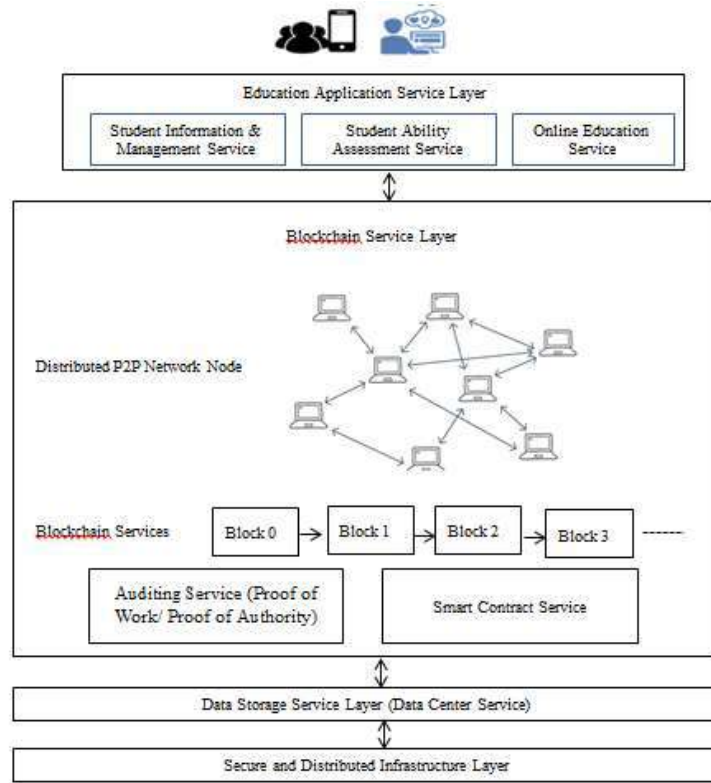 Education Application Service Layer
Student Information &
Management Service
Student Ability
Assessment Service
Online Education
Service
Blockchain Service Layer
Distributed P2P Network Node
Blockchain Services
Block 0
Block 1
Block 2
Block 3
Auditing Service (Proof of
Work/ Proof of Authority)
Smart Contract Service
Data Storage Service Layer (Data Center Service)
Secure and Distributed Infrastructure Layer